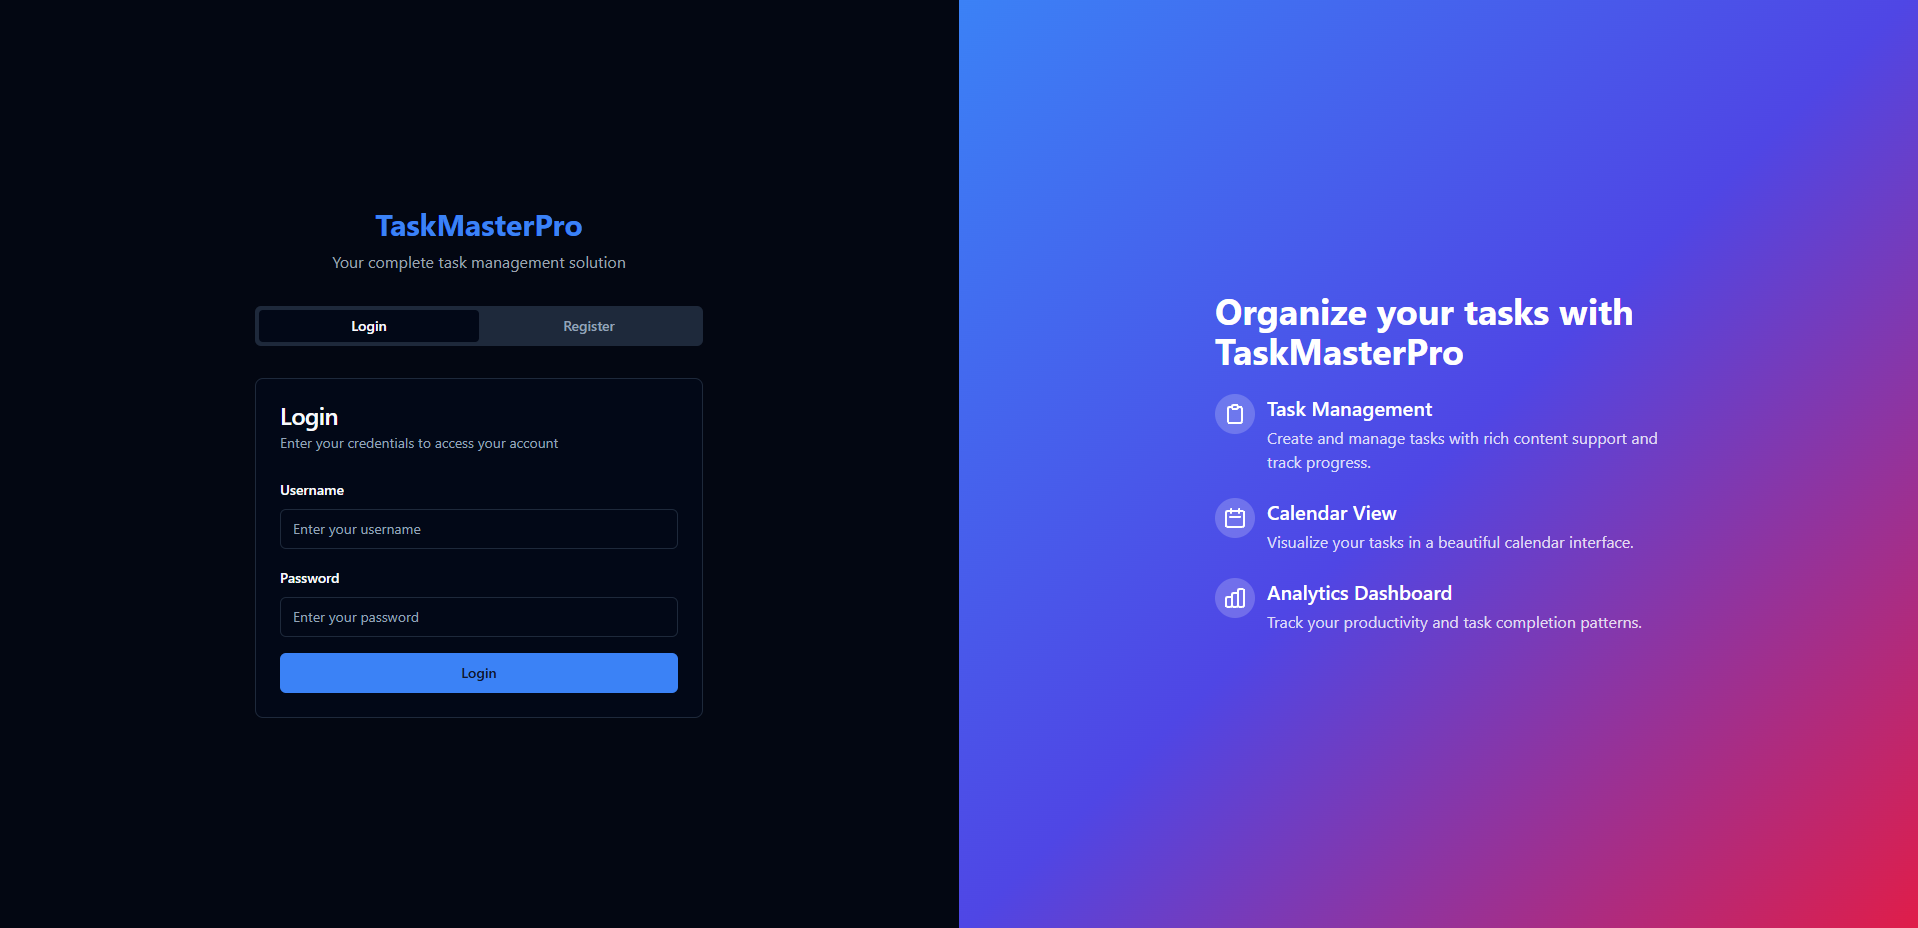 TaskMasterPro
Your complete task management solution
Login
Register
Login
Enter your credentials to access your account
Username
Enter your username
Password
Enter your password
Login
Organize your tasks with
TaskMasterPro
Task Management
Create and manage tasks with rich content support and
track progress.
Calendar View
Visualize your tasks in a beautiful calendar interface.
Analytics Dashboard
Track your productivity and task completion patterns.